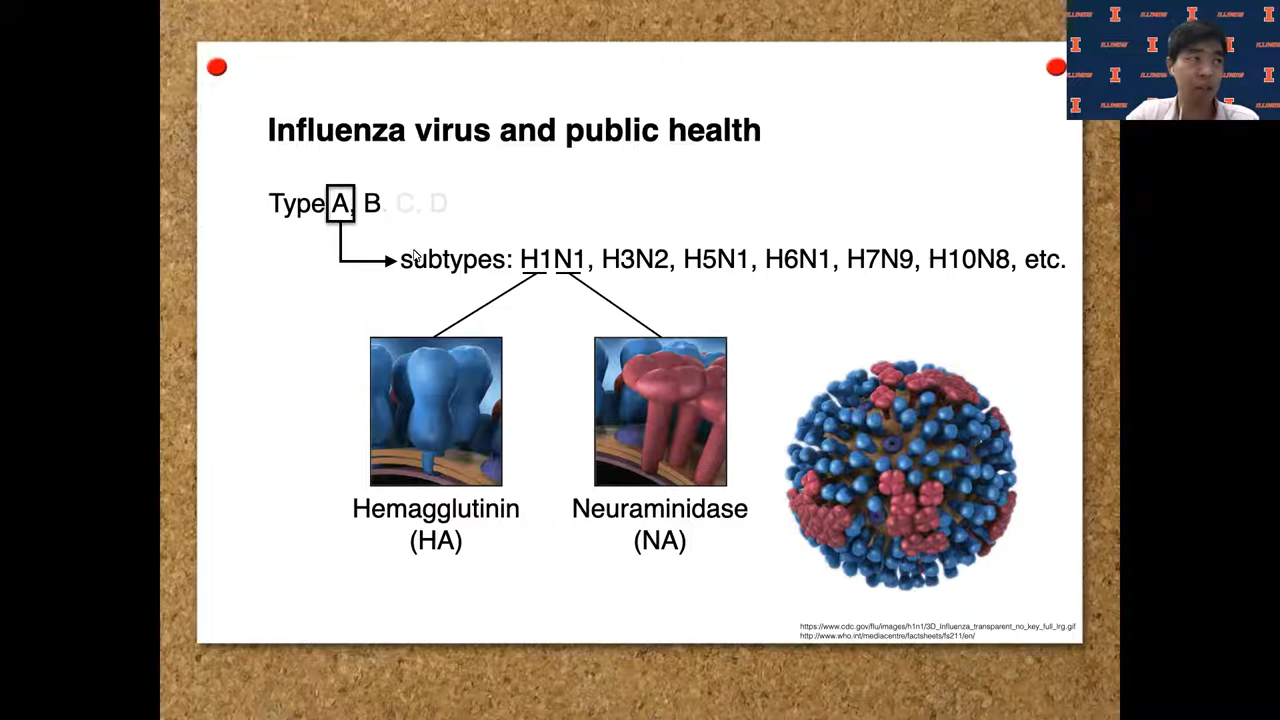 Influenza virus and public health
Type A, B, C, D
subtypes: H1N1, H3N2, H5N1, H6N1, H7N9, H10N8, etc.
Hemagglutinin
(HA)
Neuraminidase
(NA)
https://www.cdc.gov/flu/images/h1n1/3D_Influenza_transparent_no_key_full_lrg.gif
http://www.who.int/mediacentre/factsheets/fs211/en/
I ILLINOIS